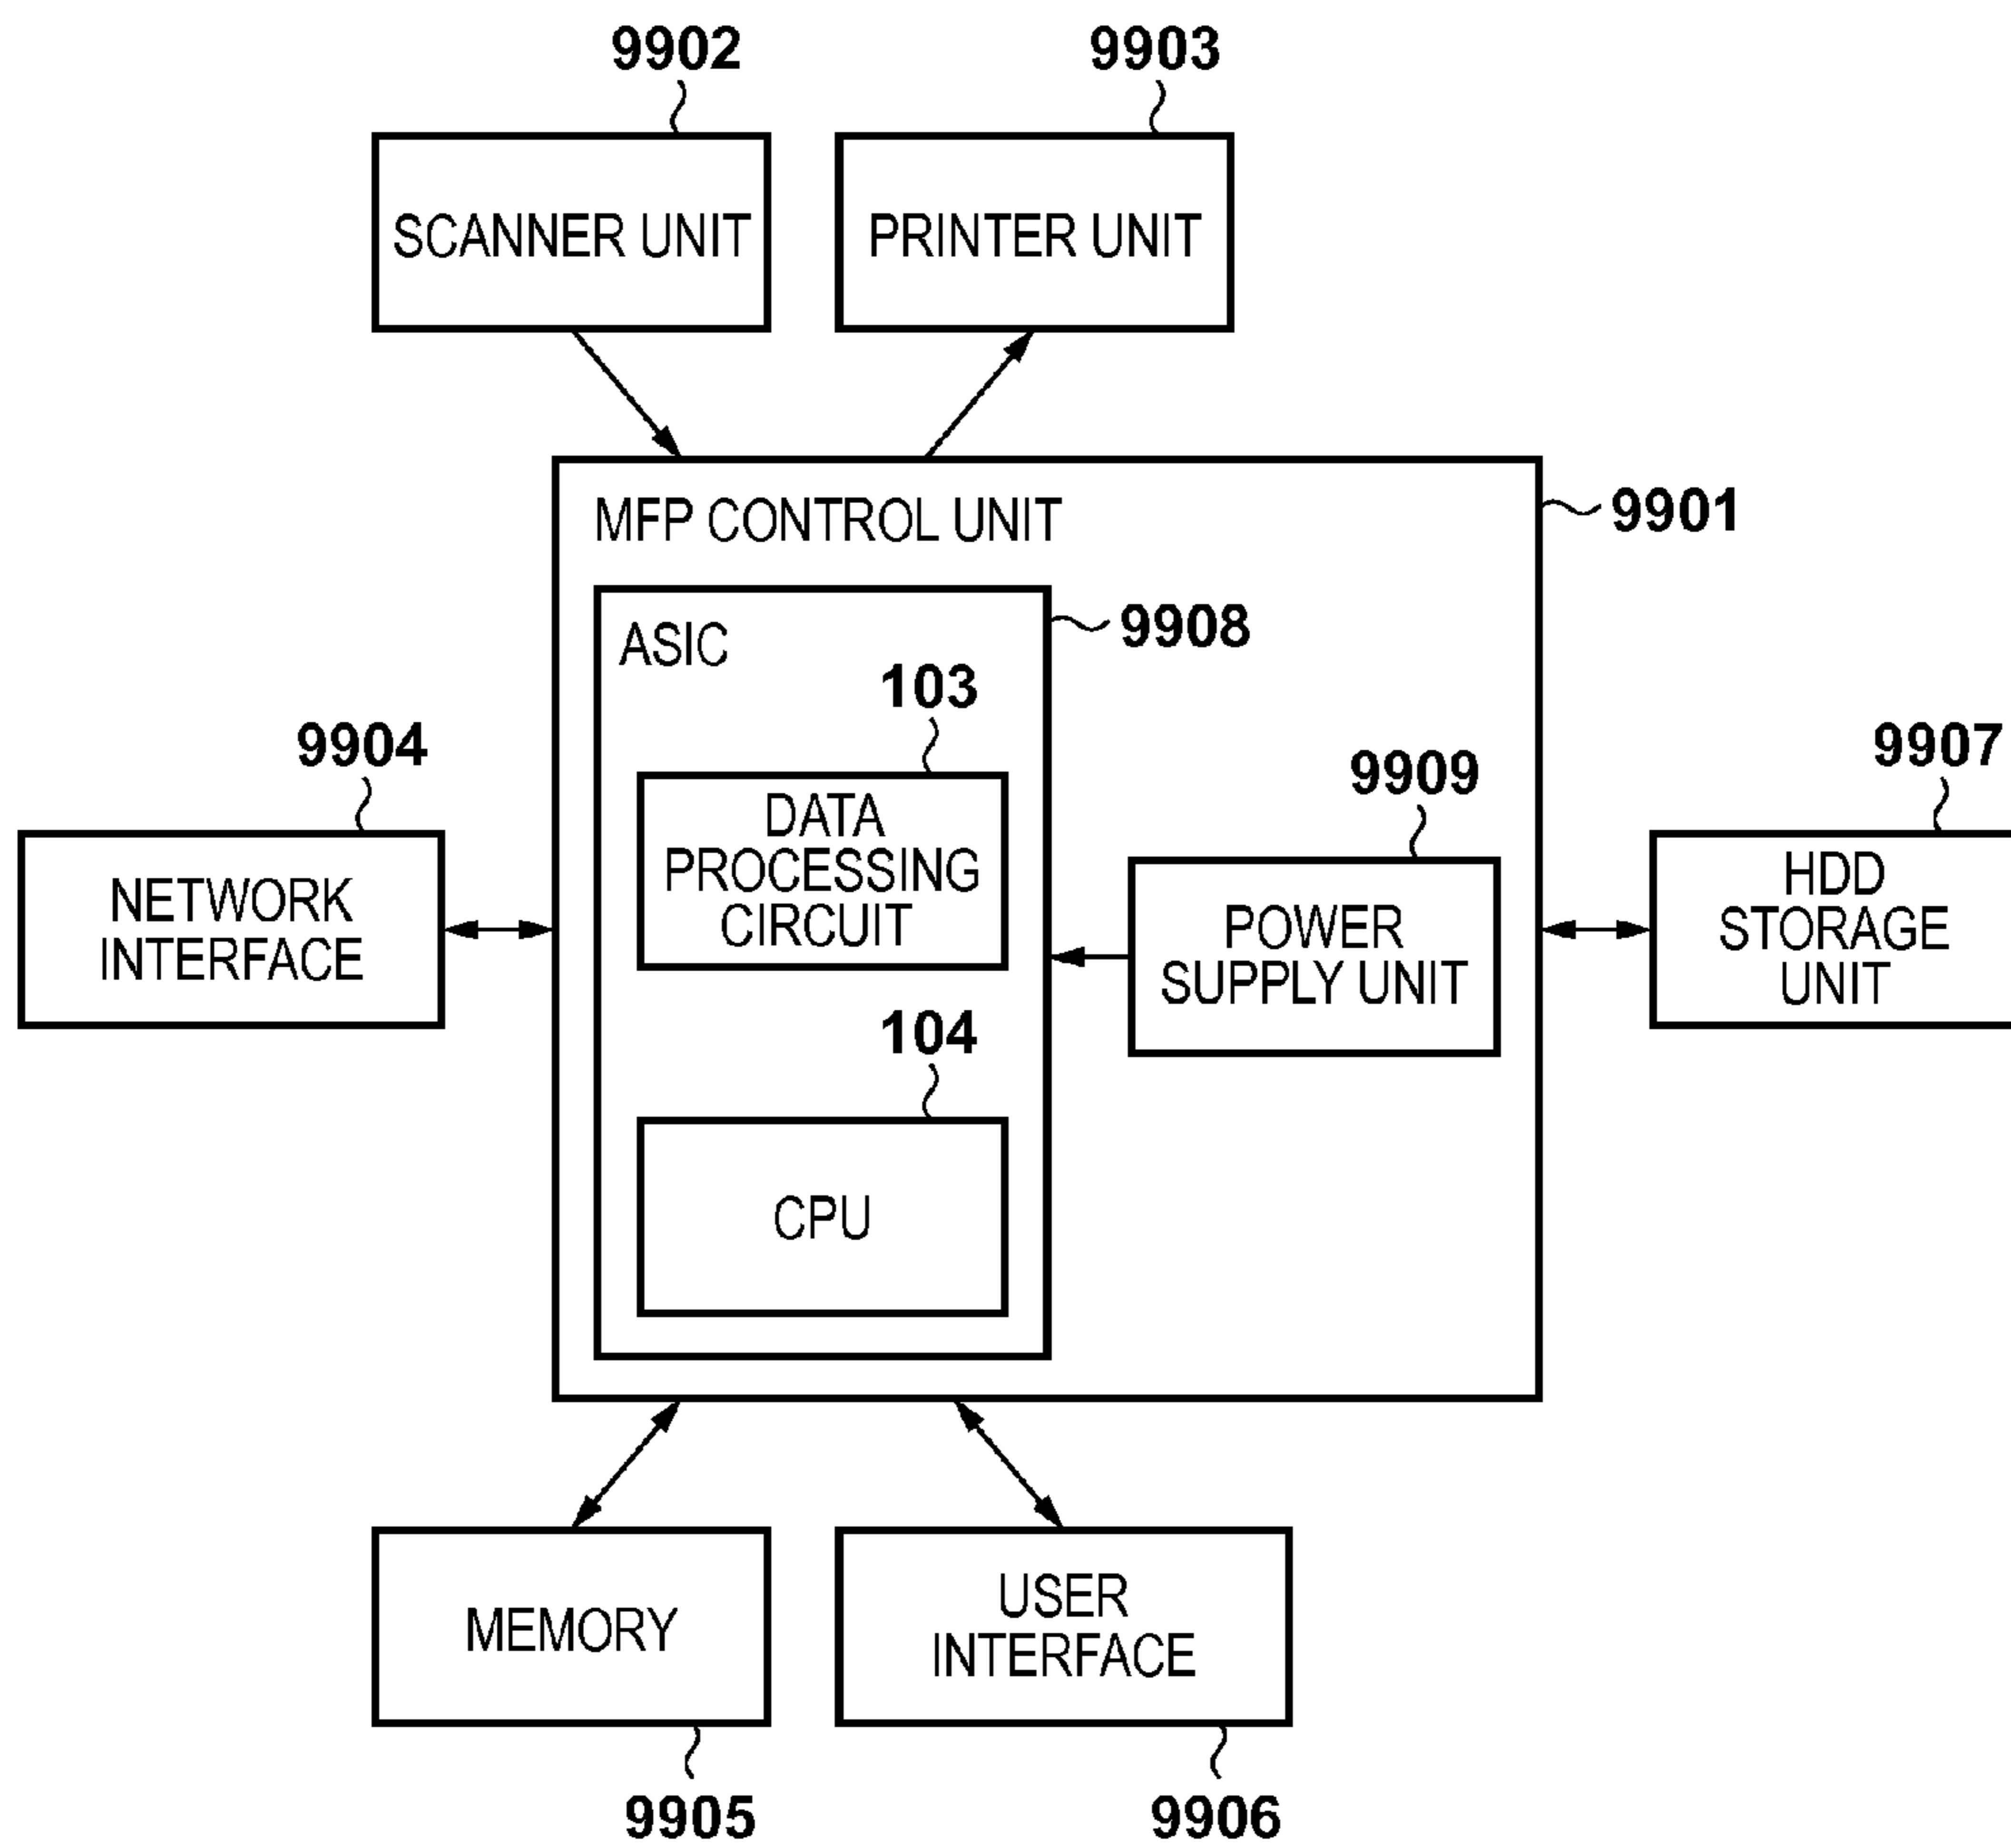 9902
9903
SCANNER UNIT
PRINTER UNIT
MFP CONTROL UNIT
9901
ASIC
9908
103
9904
9909
9907
DATA
PROCESSING
CIRCUIT
NETWORK
INTERFACE
POWER
SUPPLY UNIT
HDD
STORAGE
UNIT
104
CPU
MEMORY
USER
INTERFACE
9905
9906